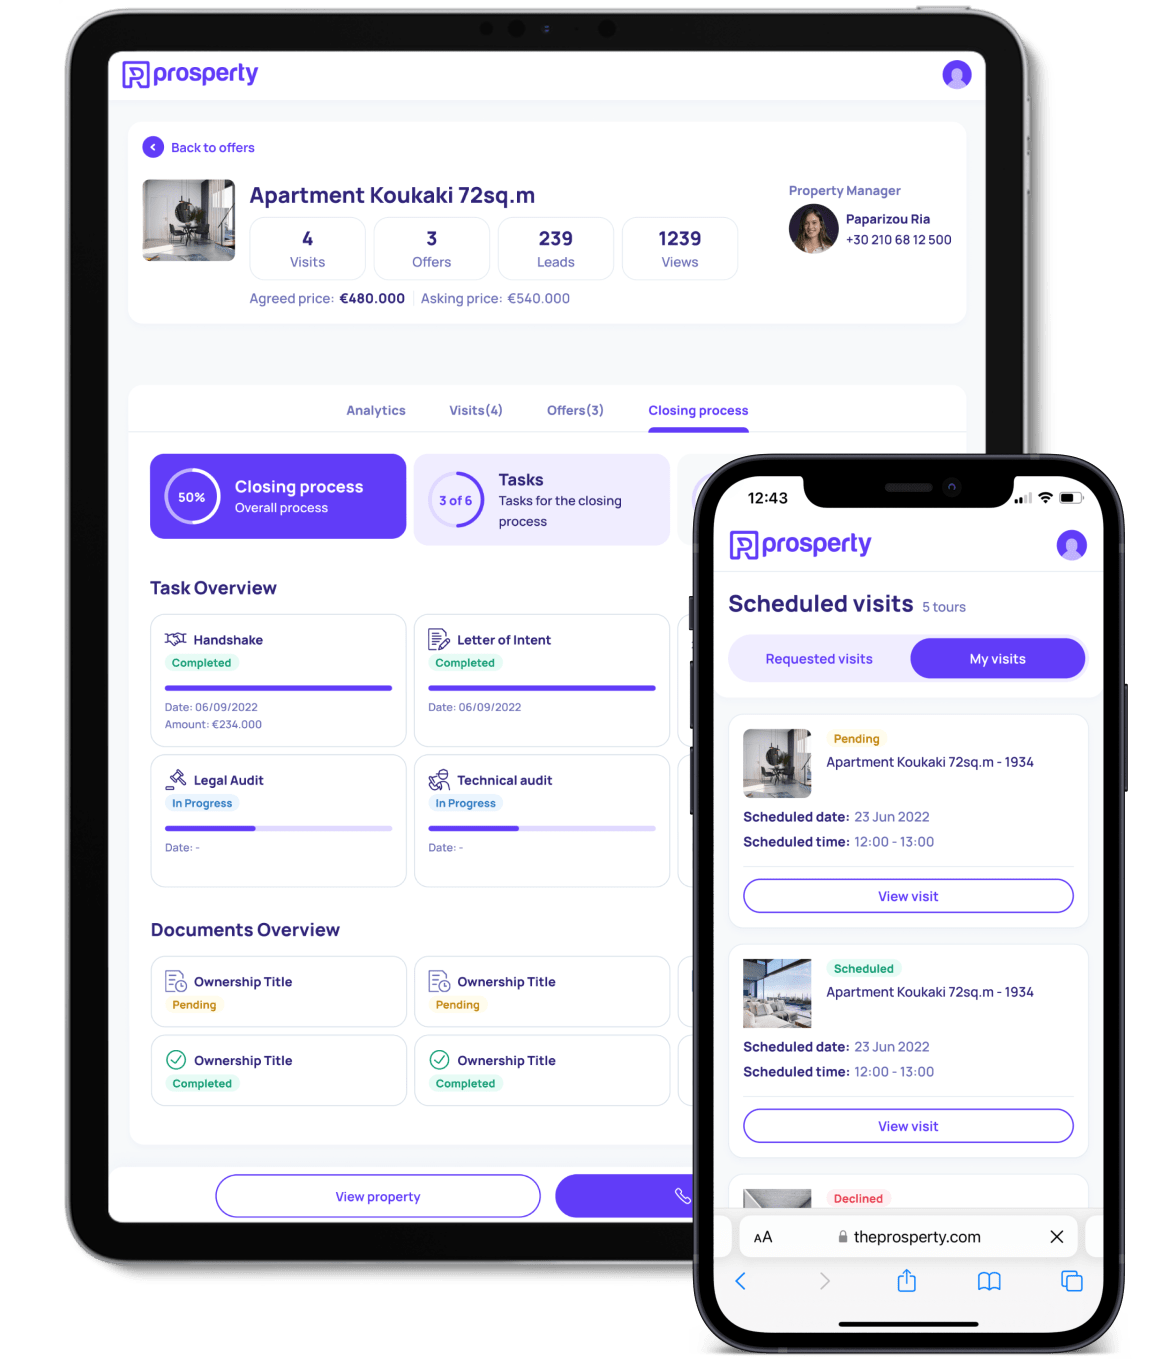 prosperty
Back to offers
Apartment Koukaki 72sq.m
4
Visits
3
Offers
239
Leads
1239
Views
Agreed price: €480.000
Asking price: €540.000
Property Manager
Paparizou Ria
+30 210 68 12 500
Analytics
Visits(4)
Offers(3)
Closing process
50%
Closing process
Overall process
3 of 6
Tasks
Tasks for the closing
process
Task Overview
Handshake
Completed
Date: 06/09/2022
Amount: €234.000
Letter of Intent
Completed
Date: 06/09/2022
Legal Audit
In Progress
Date: -
Technical audit
In Progress
Date: -
Documents Overview
Ownership Title
Pending
Ownership Title
Pending
Ownership Title
Completed
Ownership Title
Completed
View property
12:43
prosperty
Scheduled visits 5 tours
Requested visits
My visits
Pending
Apartment Koukaki 72sq.m - 1934
Scheduled date: 23 Jun 2022
Scheduled time: 12:00 - 13:00
View visit
Scheduled
Apartment Koukaki 72sq.m - 1934
Scheduled date: 23 Jun 2022
Scheduled time: 12:00 - 13:00
View visit
Declined
AA
theprosperty.com